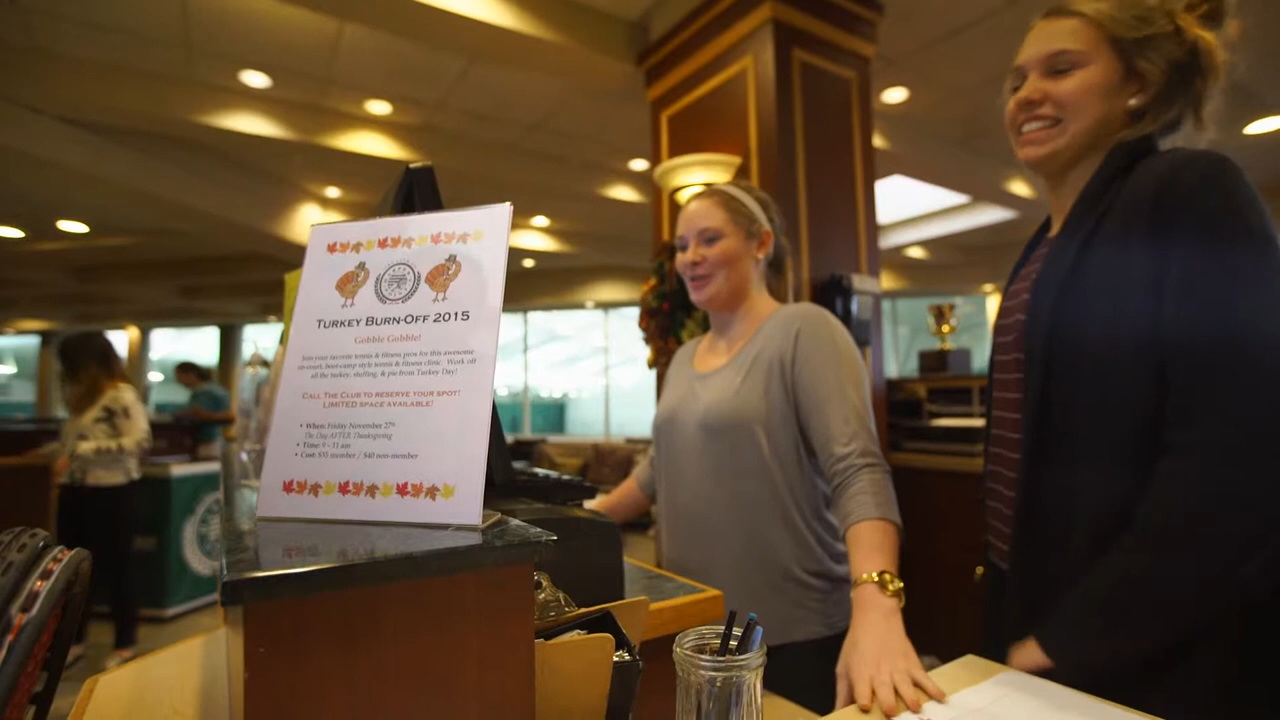 TURKEY BURN-OFF 2015
Gobble Gobble!
Join your favorite tennis & fitness pros for this awesome
on-court, boot-camp style tennis & fitness clinic. Work off
all the turkey, stuffing, & pie from Turkey Day!
CALL THE CLUB TO RESERVE YOUR SPOT!
LIMITED SPACE AVAILABLE!
• When: Friday November 27th
The Day AFTER Thanksgiving
• Time: 9 - 11 am
• Cost: $30 member / $40 non-member